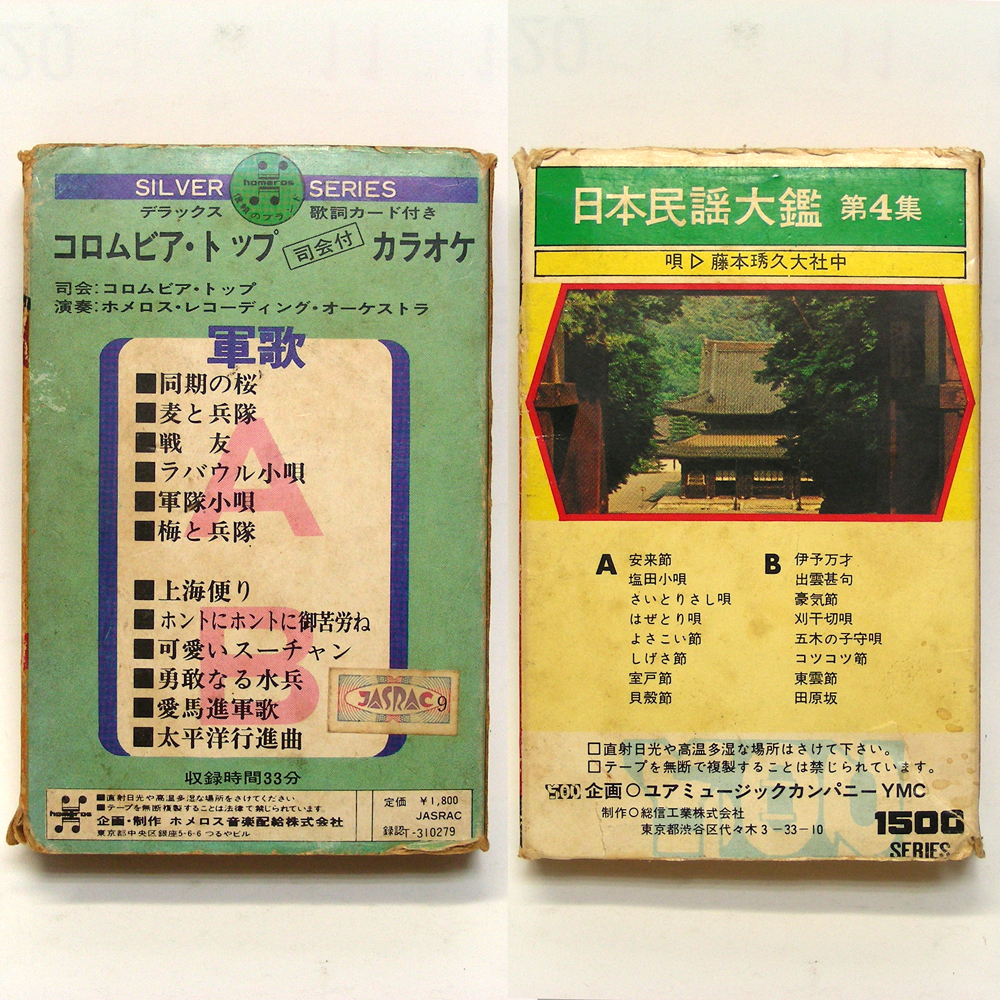 SILVER SERIES
homeros
デラックス 歌詞カード付き
コロムビア・トップ 司会付 カラオケ
司会:コロムビア・トップ
演奏:ホメロス・レコーディング・オーケストラ
軍歌
A
■同期の桜
■麦と兵隊
■戦 友
■ラバウル小唄
■軍隊小唄
■梅と兵隊
B
■上海便り
■ホントにホントに御苦労ね
■可愛いスーチャン
■勇敢なる水兵
■愛馬進軍歌
■太平洋行進曲
JASRAC 9
収録時間33分
■直射日光や高温多湿な場所をさけてください
■テープを無断複製することは法律で禁じられています
企画・制作 ホメロス音楽配給株式会社
東京都中央区銀座5-6-6 つるやビル
homeros
定価 ¥1,800
JASRAC
録認T-310279
日本民謡大鑑 第4集
唄▷藤本琇久大社中
A
安来節
塩田小唄
さいとりさし唄
はぜとり唄
よさこい節
しげさ節
室戸節
貝殻節
B
伊予万才
出雲甚句
豪気節
刈干切唄
五木の子守唄
コツコツ節
東雲節
田原坂
□直射日光や高温多湿な場所はさけて下さい。
□テープを無断で複製することは禁じられています。
企画○ユアミュージックカンパニーYMC
制作○総信工業株式会社
東京都渋谷区代々木3-33-10
1500
SERIES